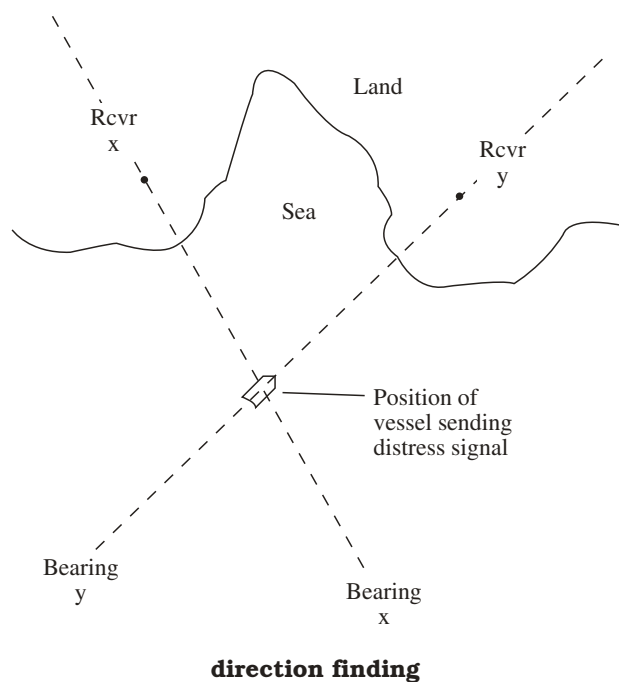 Land
Rcvr
x
Rcvr
y
Sea
Position of
vessel sending
distress signal
Bearing
y
Bearing
x
direction finding